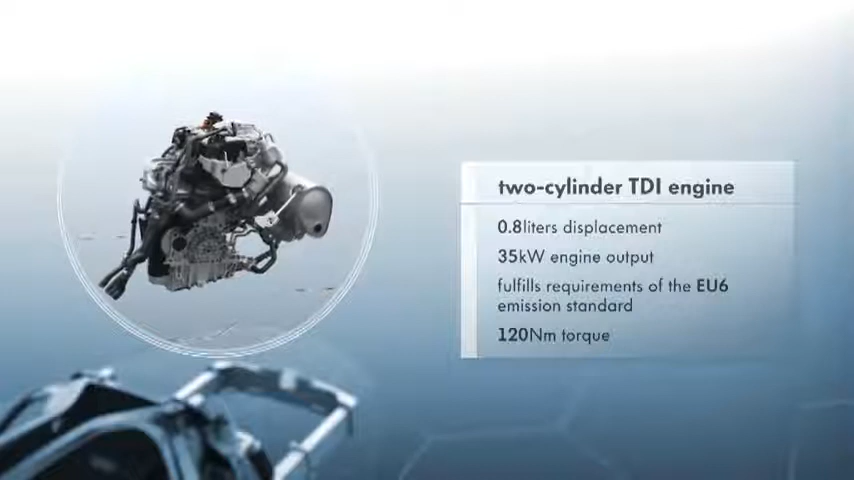 two-cylinder TDI engine
0.8liters displacement
35kW engine output
fulfills requirements of the EU6
emission standard
120Nm torque